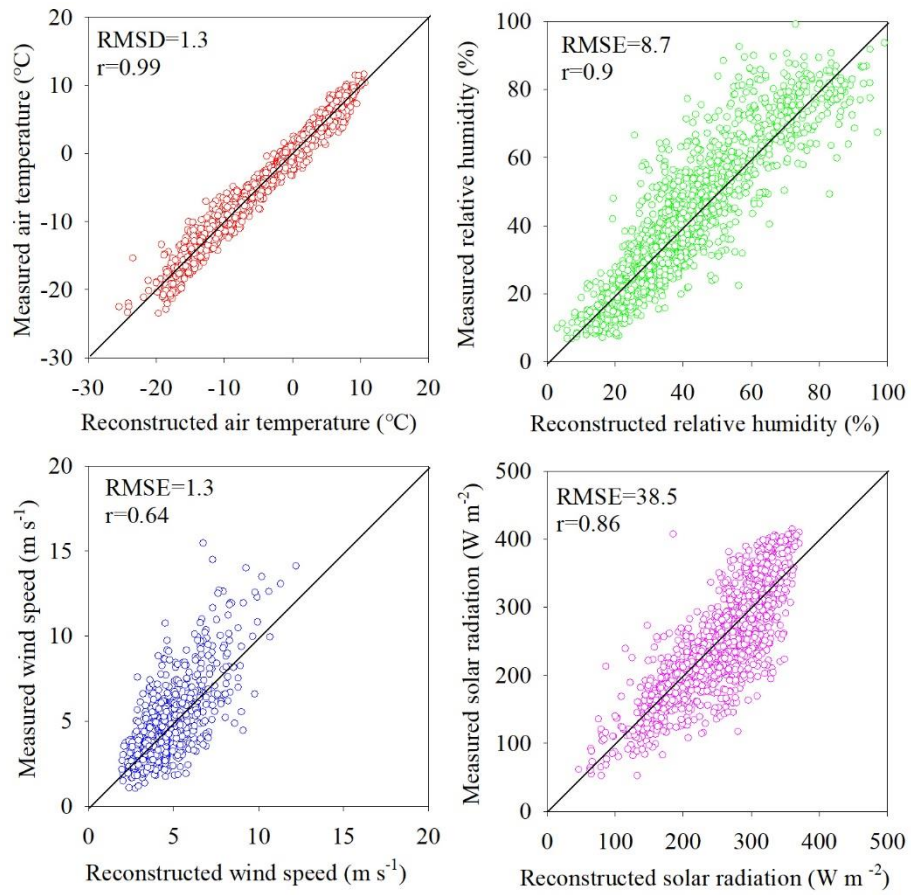 20
10
0
-10
-20
-30
-30 -20 -10 0 10 20
Measured air temperature (°C)
Reconstructed air temperature (°C)
RMSD=1.3
r=0.99
100
80
60
40
20
0
0 20 40 60 80 100
Measured relative humidity (%)
Reconstructed relative humidity (%)
RMSE=8.7
r=0.9
20
15
10
5
0
0 5 10 15 20
Measured wind speed (m s⁻¹)
Reconstructed wind speed (m s⁻¹)
RMSE=1.3
r=0.64
500
400
300
200
100
0
0 100 200 300 400 500
Measured solar radiation (W m⁻²)
Reconstructed solar radiation (W m ⁻²)
RMSE=38.5
r=0.86